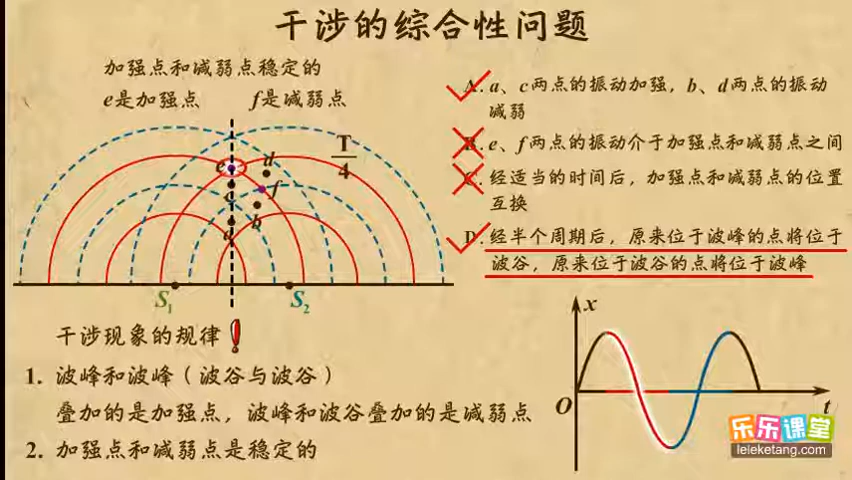 干涉的综合性问题
加强点和减弱点稳定的
e是加强点 f是减弱点
A. a、c两点的振动加强，b、d两点的振动
减弱
B. e、f两点的振动介于加强点和减弱点之间
C. 经适当的时间后，加强点和减弱点的位置
互换
D. 经半个周期后，原来位于波峰的点将位于
波谷，原来位于波谷的点将位于波峰
T
4
e
d
c
f
b
a
S1
S2
干涉现象的规律！
1. 波峰和波峰（波谷与波谷）
叠加的是加强点，波峰和波谷叠加的是减弱点
2. 加强点和减弱点是稳定的
x
O
t
乐乐课堂
leleketang.com